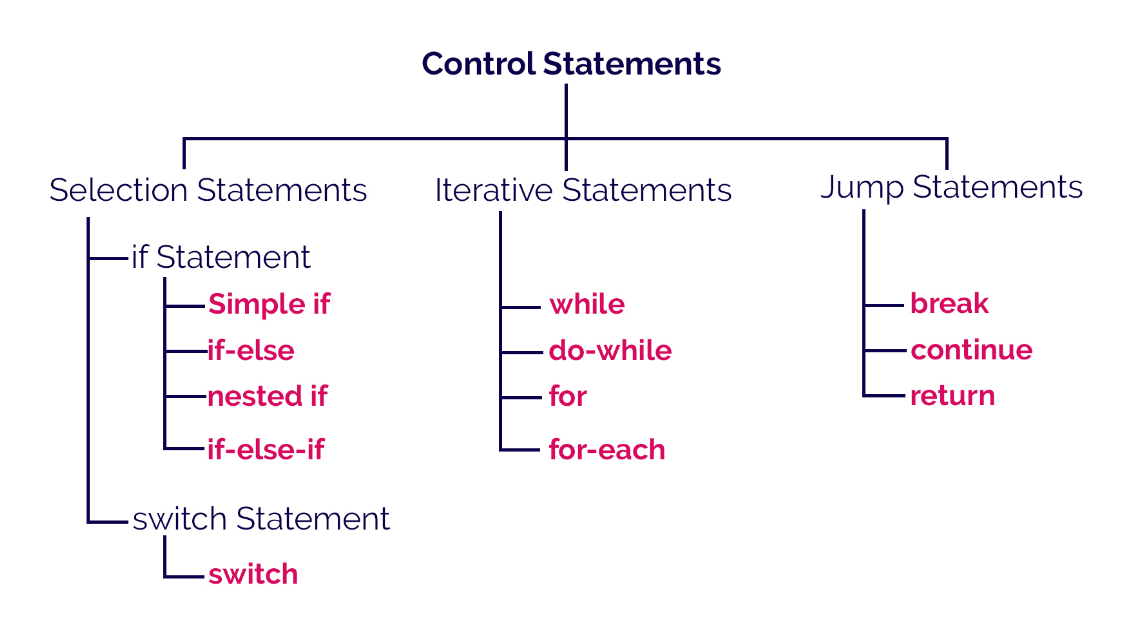 Control Statements
Selection Statements
if Statement
Simple if
if-else
nested if
if-else-if
switch Statement
switch
Iterative Statements
while
do-while
for
for-each
Jump Statements
break
continue
return